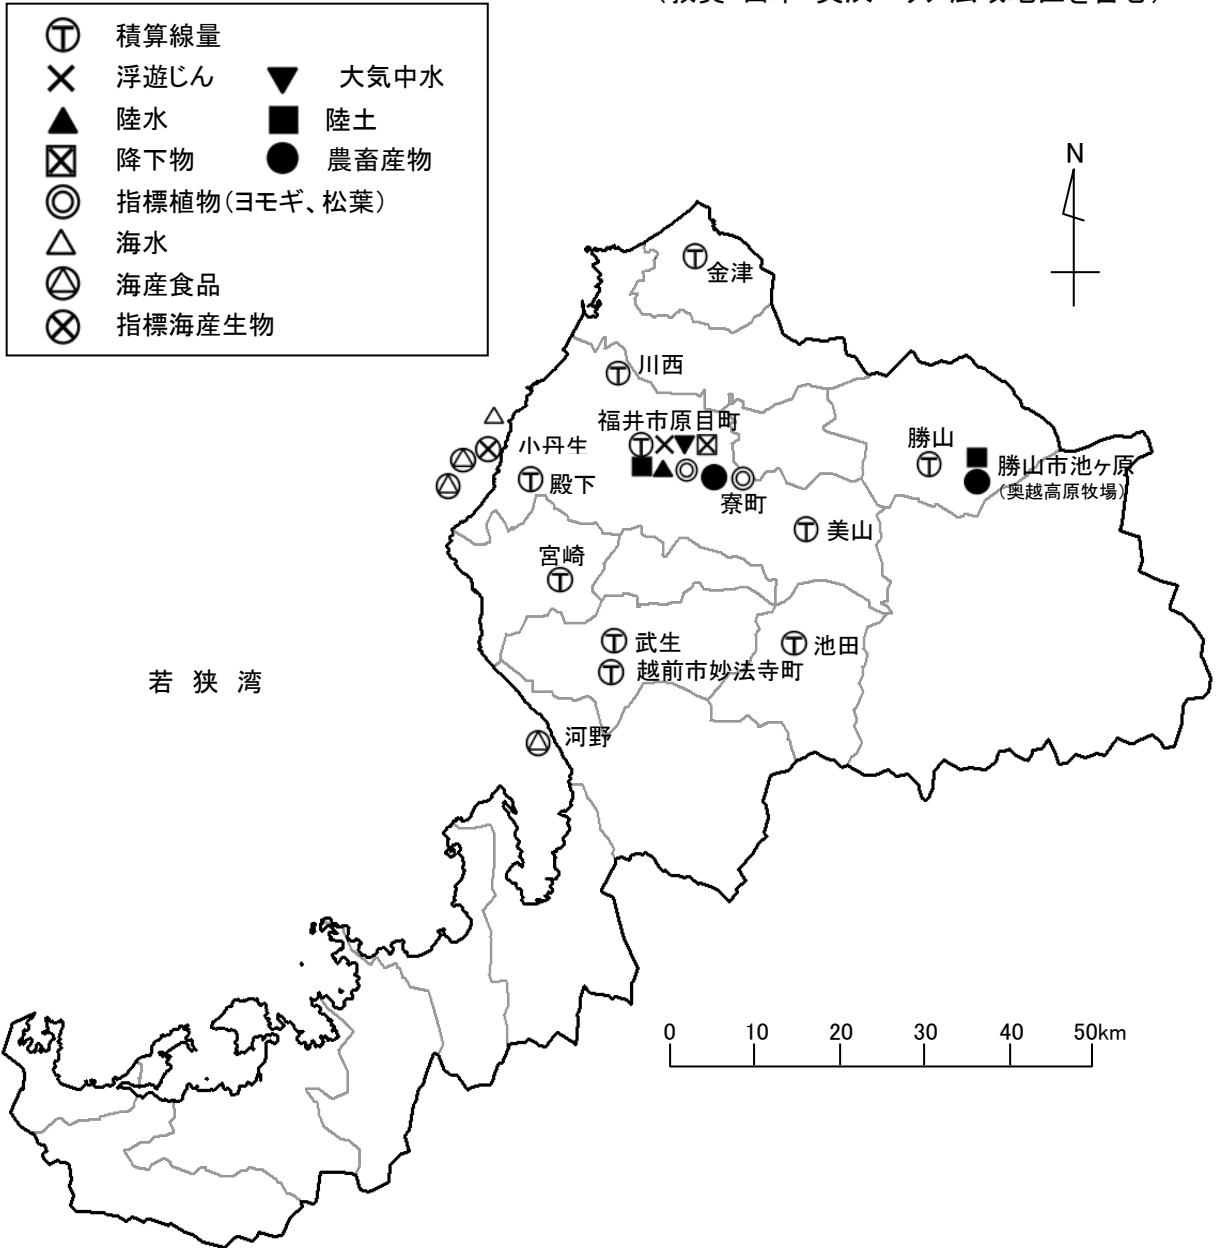 積算線量
浮遊じん　大気中水
陸水　陸土
降下物　農畜産物
指標植物(ヨモギ、松葉)
海水
海産食品
指標海産生物
N
金津
川西
福井市原目町
小丹生
殿下
寮町
勝山
勝山市池ヶ原
(奥越高原牧場)
美山
宮崎
武生
越前市妙法寺町
池田
若狭湾
河野
0 10 20 30 40 50km